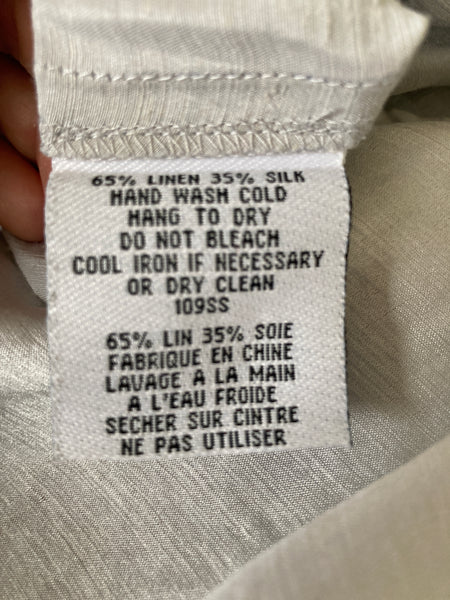 65% LINEN 35% SILK
HAND WASH COLD
HANG TO DRY
DO NOT BLEACH
COOL IRON IF NECESSARY
OR DRY CLEAN
109SS
65% LIN 35% SOIE
FABRIQUE EN CHINE
LAVAGE A LA MAIN
A L'EAU FROIDE
SECHER SUR CINTRE
NE PAS UTILISER